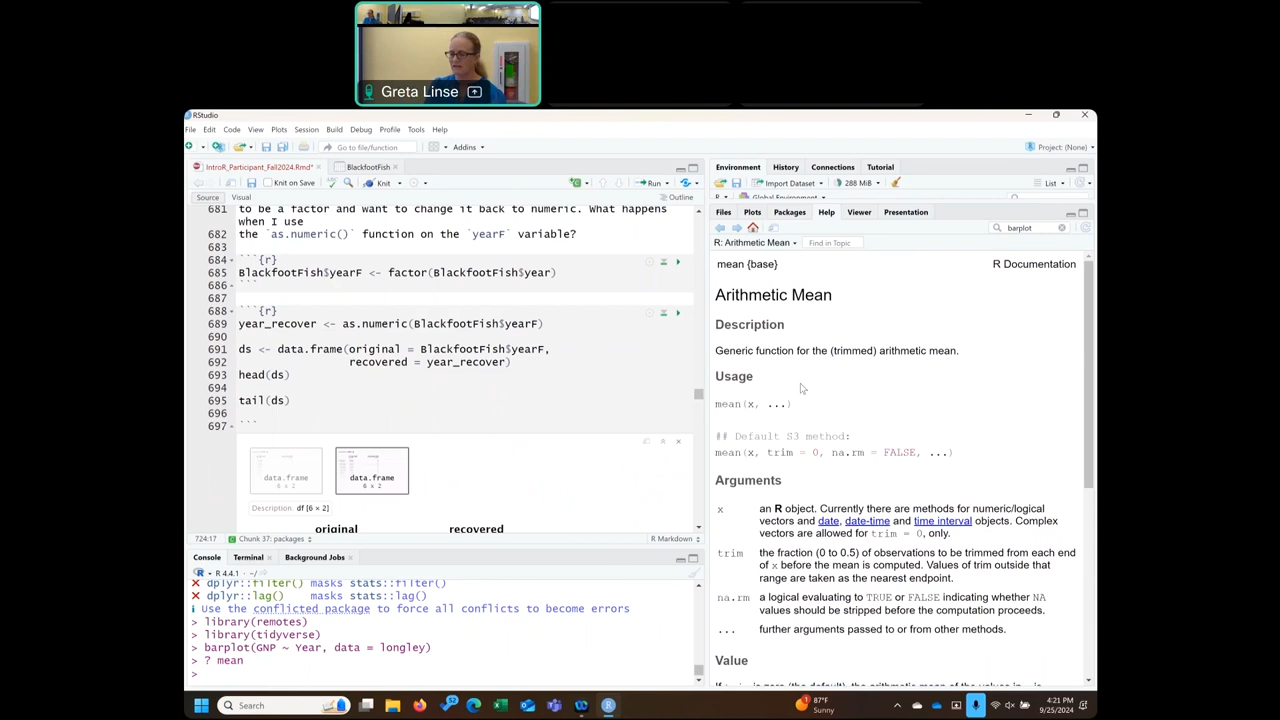 Greta Linse
RStudio
File Edit Code View Plots Session Build Debug Profile Tools Help
Go to file/function
Addins
Project: (None)
IntroR_Participant_Fall2024.Rmd*
BlackfootFish
Knit on Save
Knit
Run
Source Visual
Outline
681 to be a factor and want to change it back to numeric. What happens
when I use
682 the `as.numeric()` function on the `yearF` variable?
683
684 ```{r}
685 BlackfootFish$yearF <- factor(BlackfootFish$year)
686 ```
687
688 ```{r}
689 year_recover <- as.numeric(BlackfootFish$yearF)
690
691 ds <- data.frame(original = BlackfootFish$yearF,
692 recovered = year_recover)
693 head(ds)
694
695 tail(ds)
696
697 ```
data.frame
6 x 2
data.frame
6 x 2
Description: df [6 × 2]
original recovered
724:17 Chunk 37: packages
R Markdown
Console Terminal Background Jobs
R 4.4.1 · ~/
✖ dplyr::filter() masks stats::filter()
✖ dplyr::lag() masks stats::lag()
ℹ Use the conflicted package to force all conflicts to become errors
> library(remotes)
> library(tidyverse)
> barplot(GNP ~ Year, data = longley)
> ? mean
>
Environment History Connections Tutorial
Import Dataset 288 MiB List
R Global Environment
Files Plots Packages Help Viewer Presentation
barplot
R: Arithmetic Mean Find in Topic
mean {base} R Documentation
Arithmetic Mean
Description
Generic function for the (trimmed) arithmetic mean.
Usage
mean(x, ...)
## Default S3 method:
mean(x, trim = 0, na.rm = FALSE, ...)
Arguments
x an R object. Currently there are methods for numeric/logical
vectors and date, date-time and time interval objects. Complex
vectors are allowed for trim = 0, only.
trim the fraction (0 to 0.5) of observations to be trimmed from each end
of x before the mean is computed. Values of trim outside that
range are taken as the nearest endpoint.
na.rm a logical evaluating to TRUE or FALSE indicating whether NA
values should be stripped before the computation proceeds.
... further arguments passed to or from other methods.
Value
Search
87°F
Sunny
4:21 PM
9/25/2024